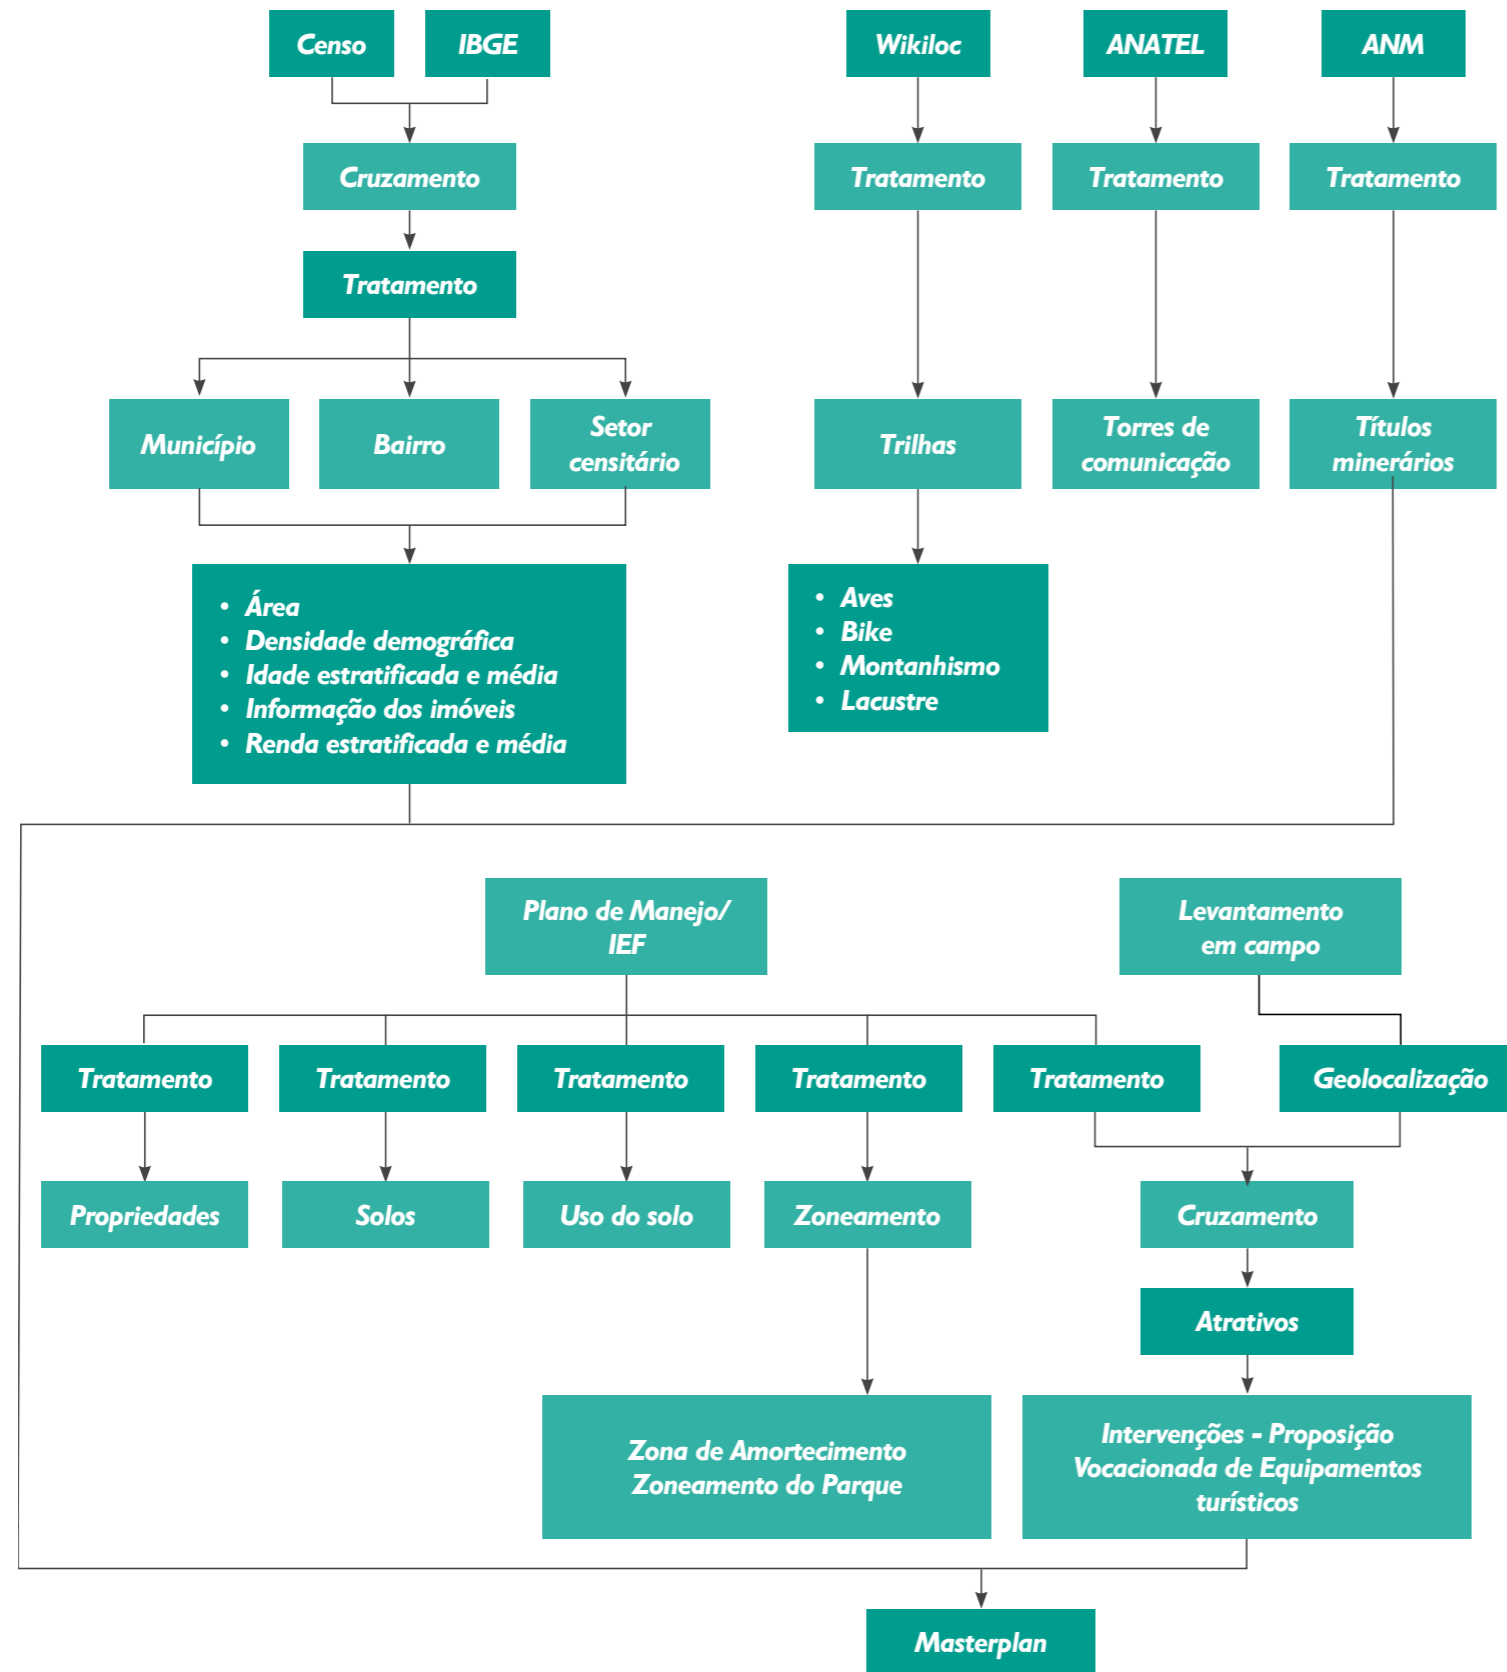 Censo
IBGE
Wikiloc
ANATEL
ANM
Cruzamento
Tratamento
Tratamento
Tratamento
Tratamento
Município
Bairro
Setor
censitário
Trilhas
Torres de
comunicação
Títulos
minerários
• Área
• Densidade demográfica
• Idade estratificada e média
• Informação dos imóveis
• Renda estratificada e média
• Aves
• Bike
• Montanhismo
• Lacustre
Plano de Manejo/
IEF
Levantamento
em campo
Tratamento
Tratamento
Tratamento
Tratamento
Tratamento
Geolocalização
Propriedades
Solos
Uso do solo
Zoneamento
Cruzamento
Atrativos
Zona de Amortecimento
Zoneamento do Parque
Intervenções - Proposição
Vocacionada de Equipamentos
turísticos
Masterplan